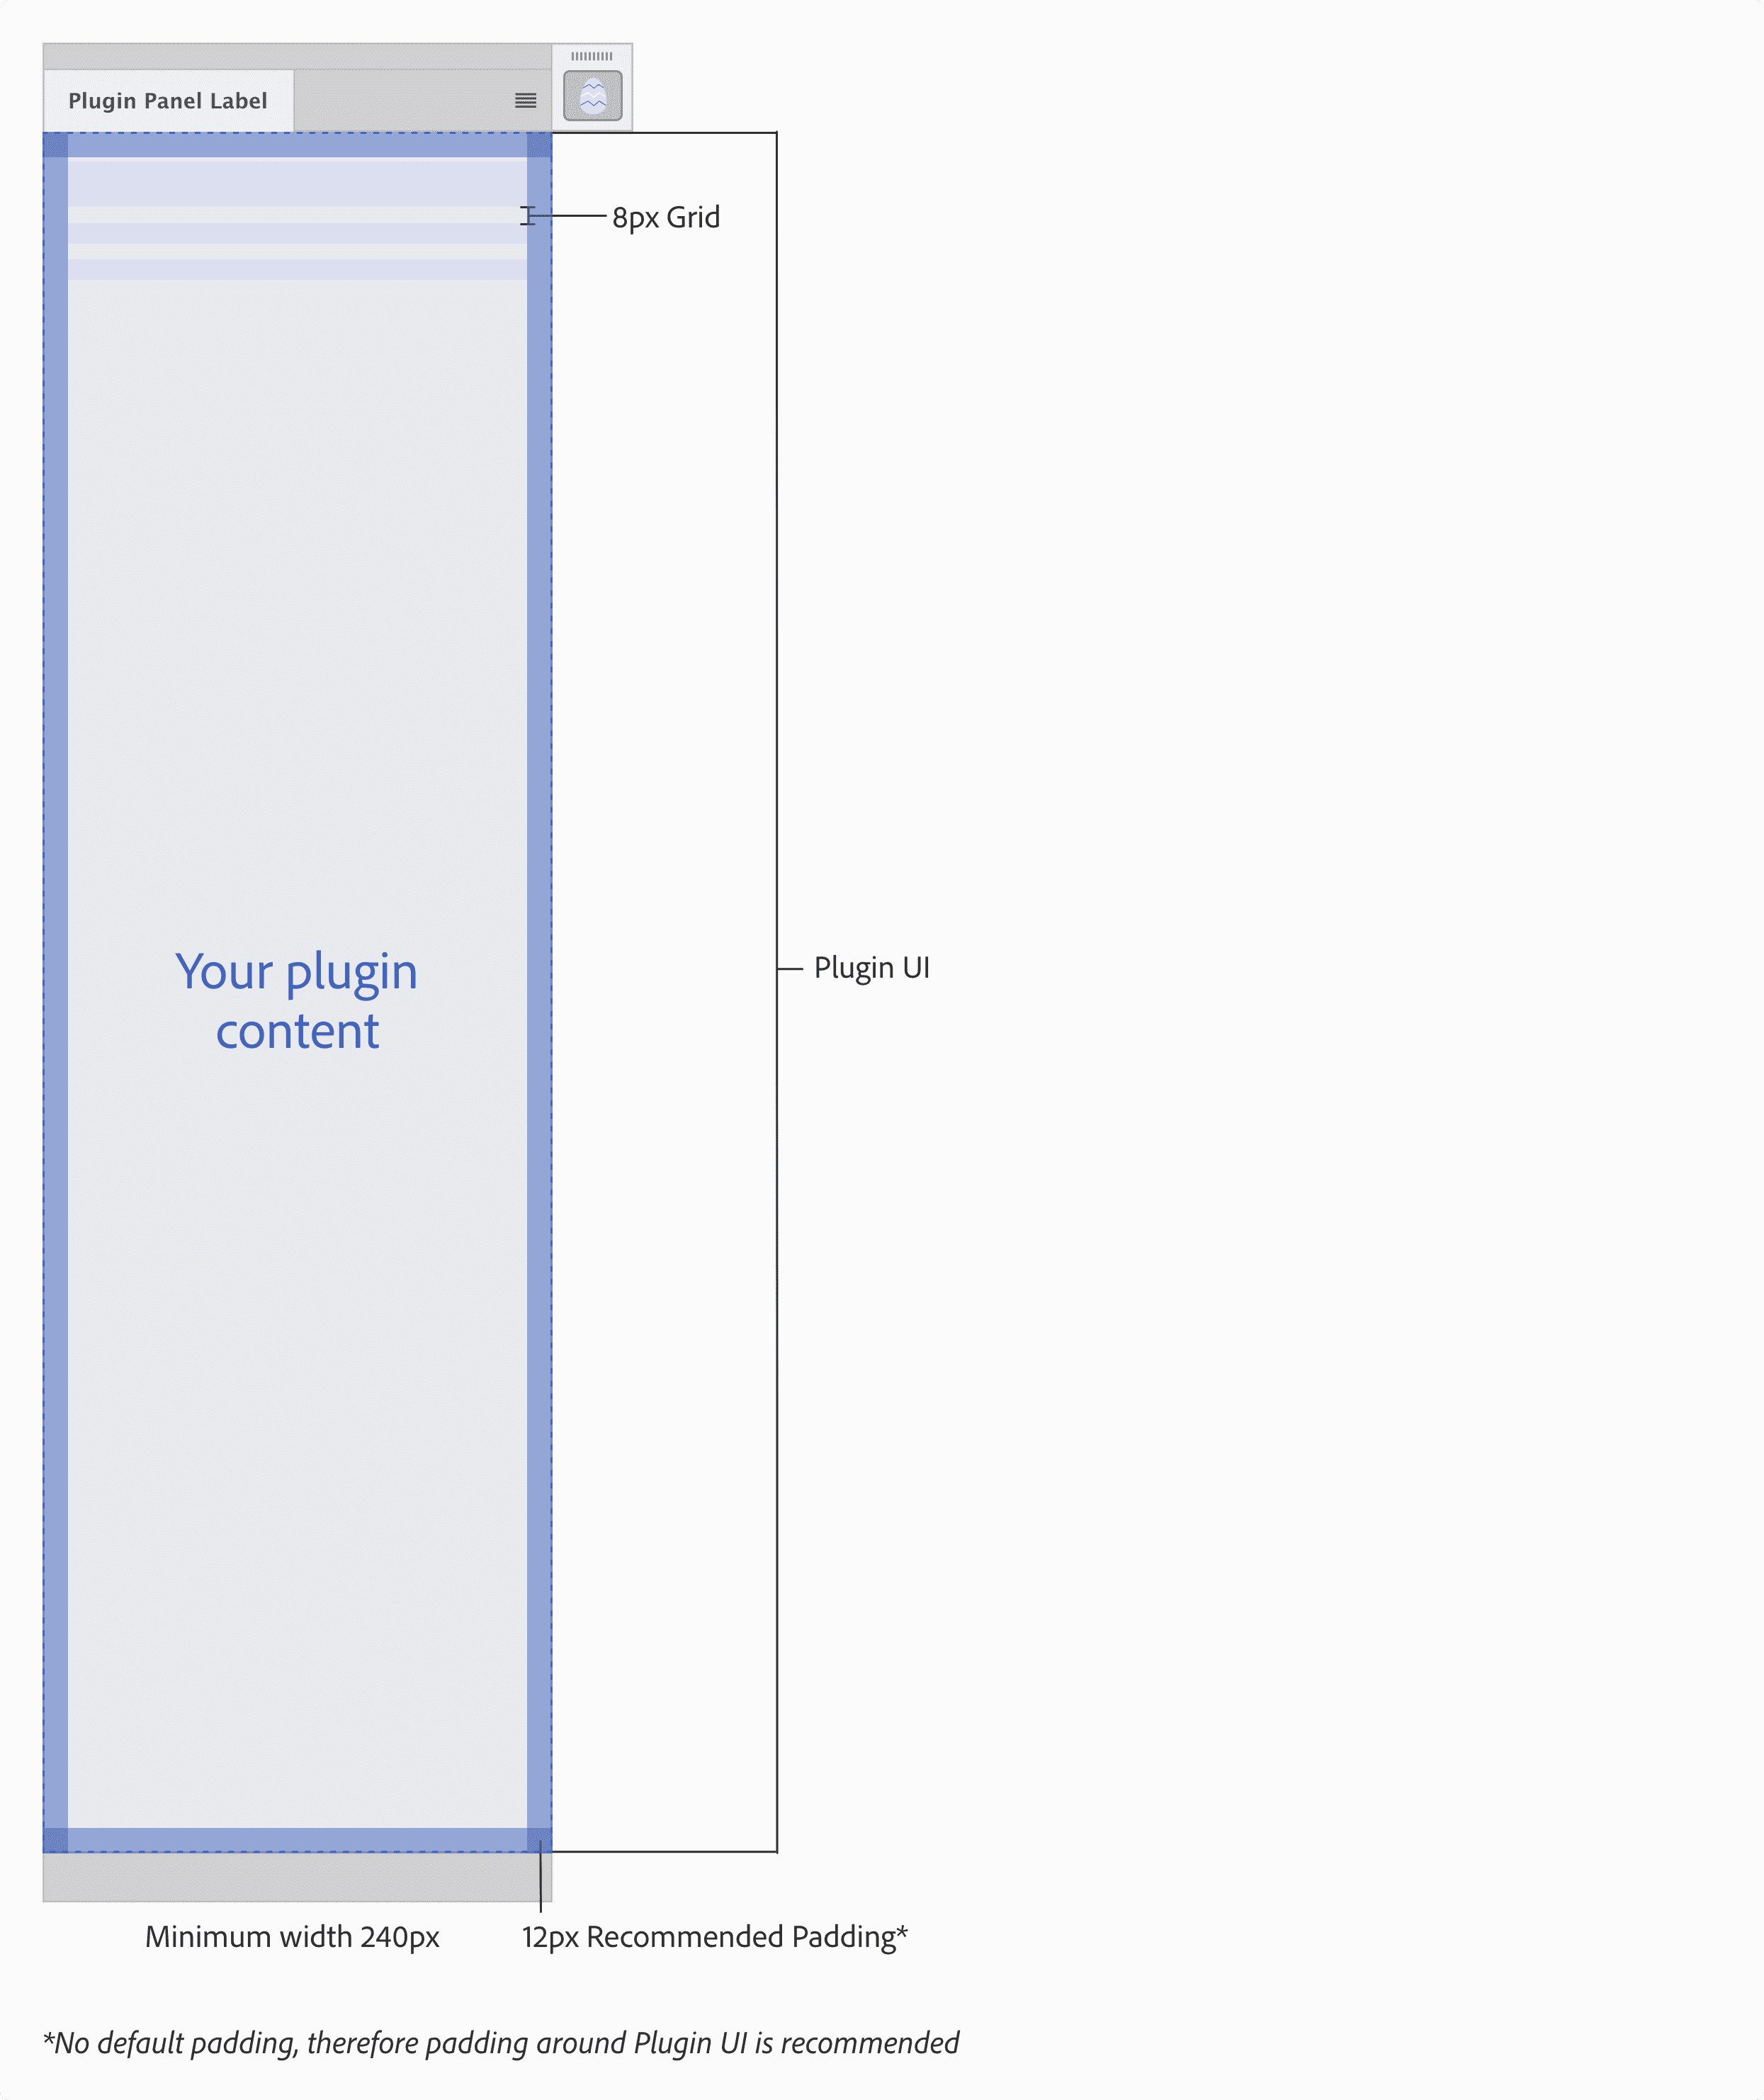 Plugin Panel Label
8px Grid
Your plugin
content
Plugin UI
Minimum width 240px
12px Recommended Padding*
*No default padding, therefore padding around Plugin UI is recommended